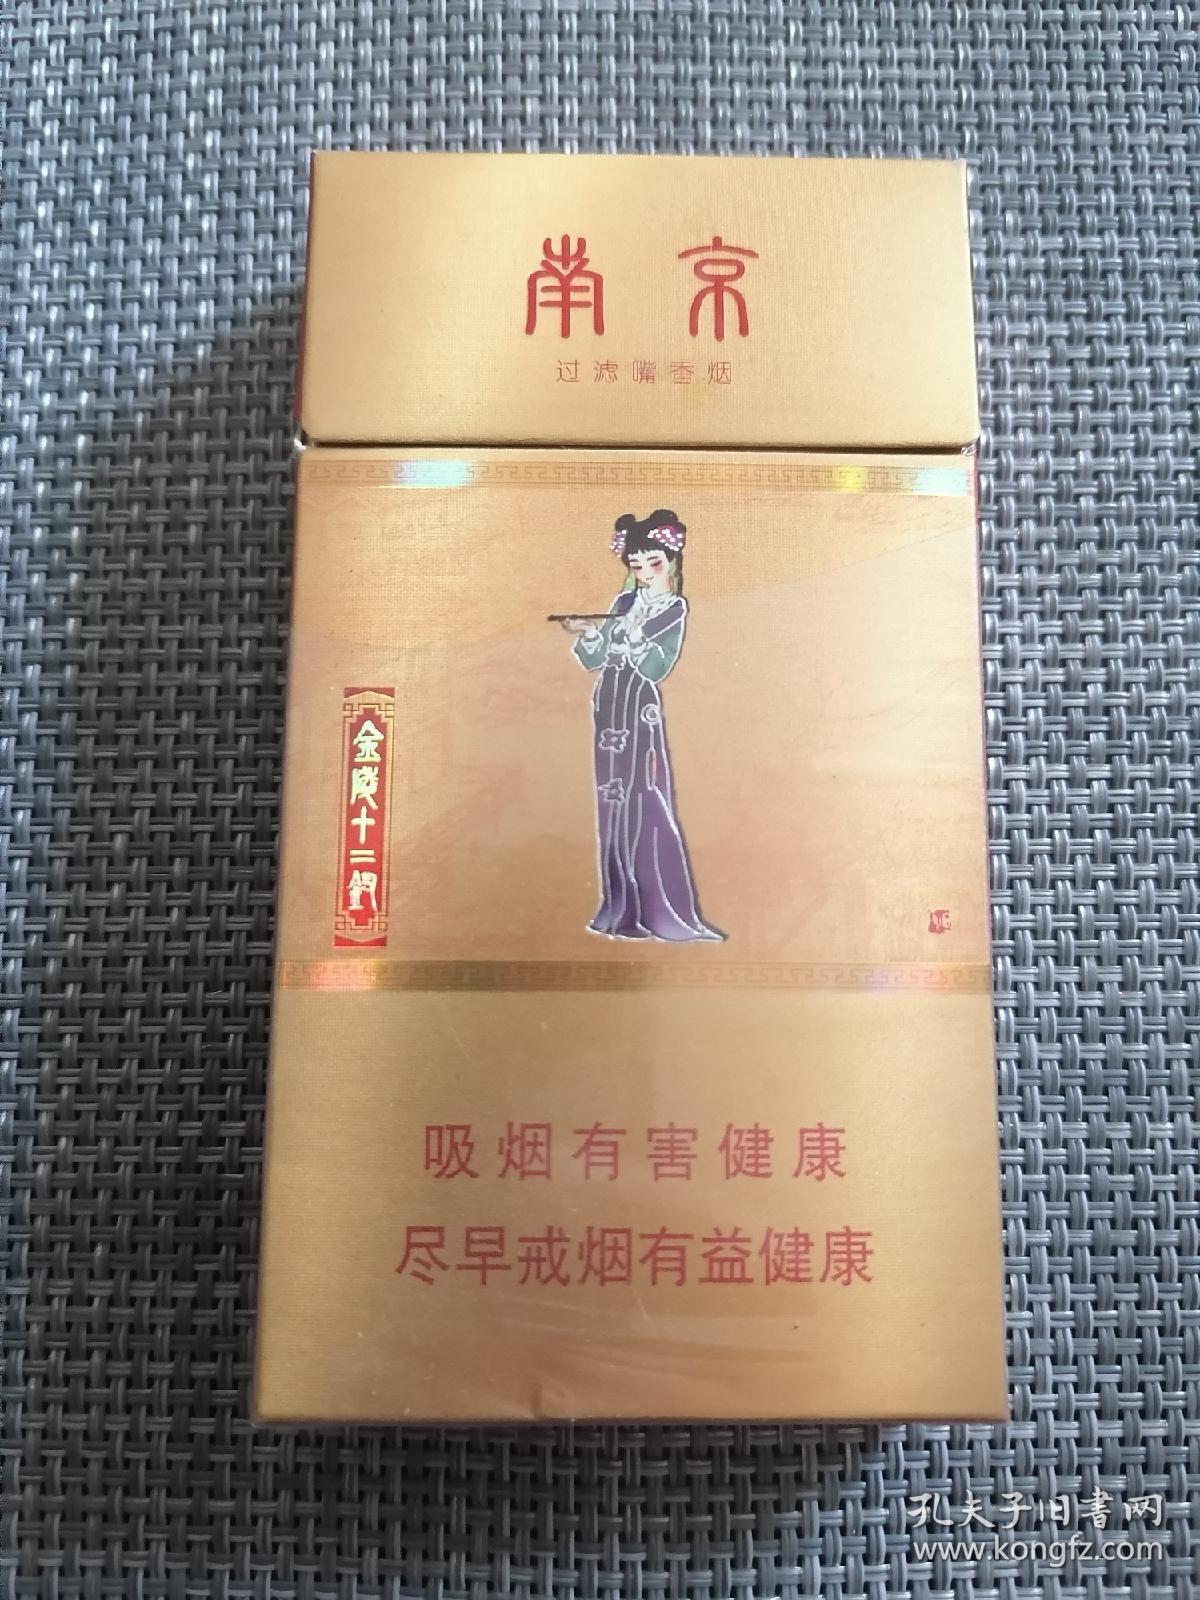 南京
过滤嘴香烟
金陵十二钗
吸烟有害健康
尽早戒烟有益健康
孔夫子旧书网
www.kongfz.com